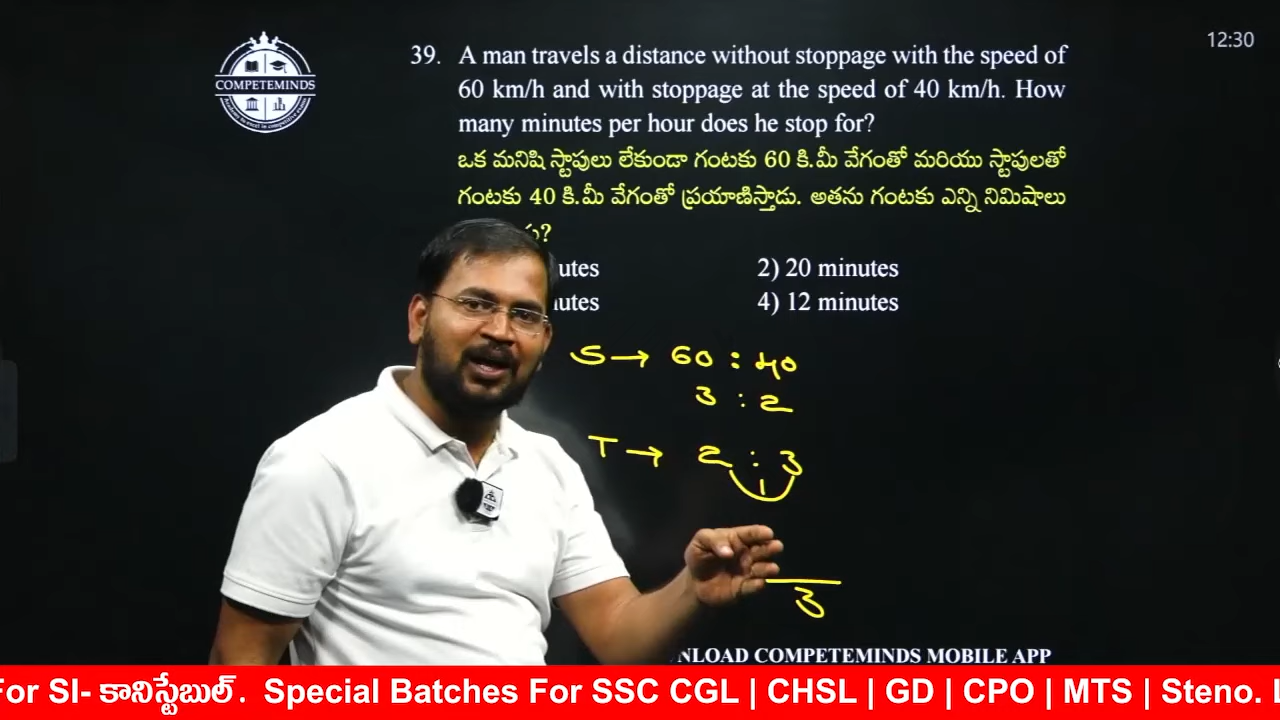 12:30
COMPETEMINDS
39. A man travels a distance without stoppage with the speed of
60 km/h and with stoppage at the speed of 40 km/h. How
many minutes per hour does he stop for?
ఒక మనిషి స్టాపులు లేకుండా గంటకు 60 కి.మీ వేగంతో మరియు స్టాపులతో
గంటకు 40 కి.మీ వేగంతో ప్రయాణిస్తాడు. అతను గంటకు ఎన్ని నిమిషాలు
2) 20 minutes
4) 12 minutes
S → 60 : 40
3 : 2
T → 2 : 3
1
3
COMPETEMINDS MOBILE APP
For SI- కానిస్టేబుల్. Special Batches For SSC CGL | CHSL | GD | CPO | MTS | Steno.